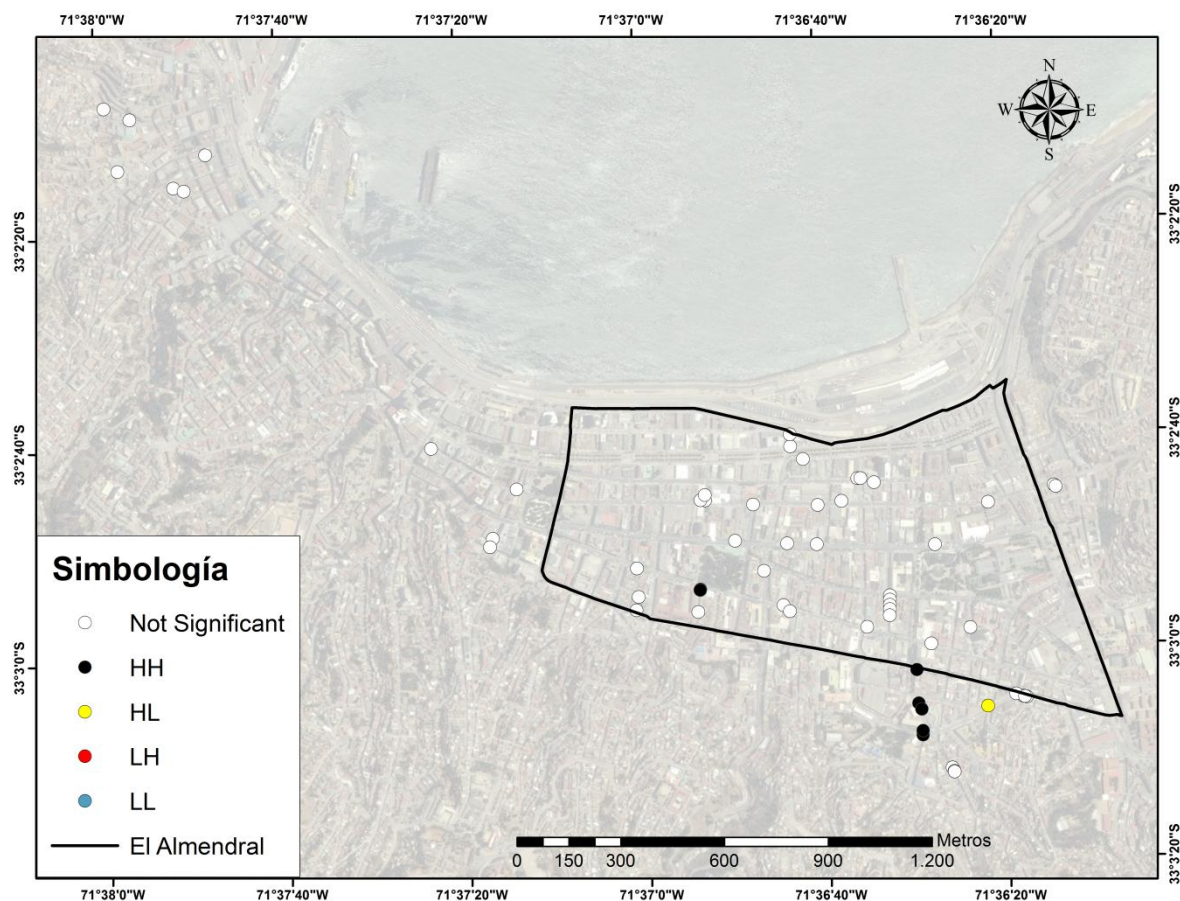 71°38'0"W 71°37'40"W 71°37'20"W 71°37'0"W 71°36'40"W 71°36'20"W
N
W E
S
33°2'20"S 33°2'20"S
33°2'40"S 33°2'40"S
33°3'0"S 33°3'0"S
33°3'20"S
Simbología
Not Significant
HH
HL
LH
LL
El Almendral
Metros
0 150 300 600 900 1.200
71°38'0"W 71°37'40"W 71°37'20"W 71°37'0"W 71°36'40"W 71°36'20"W